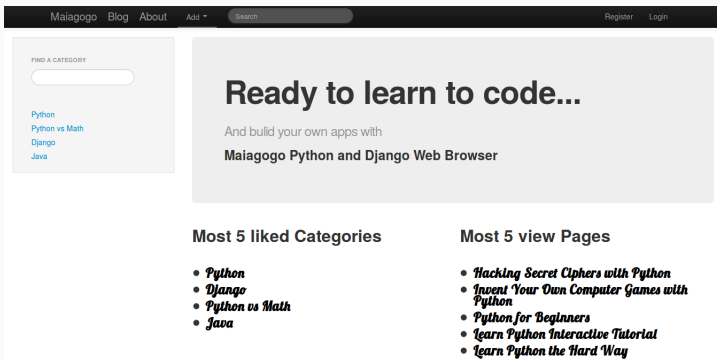 Maiagogo Blog About Add Search Register Login
FIND A CATEGORY
Python
Python vs Math
Django
Java
Ready to learn to code...
And build your own apps with
Maiagogo Python and Django Web Browser
Most 5 liked Categories
Python
Django
Python vs Math
Java
Most 5 view Pages
Hacking Secret Ciphers with Python
Invent Your Own Computer Games with
Python
Python for Beginners
Learn Python Interactive Tutorial
Learn Python the Hard Way